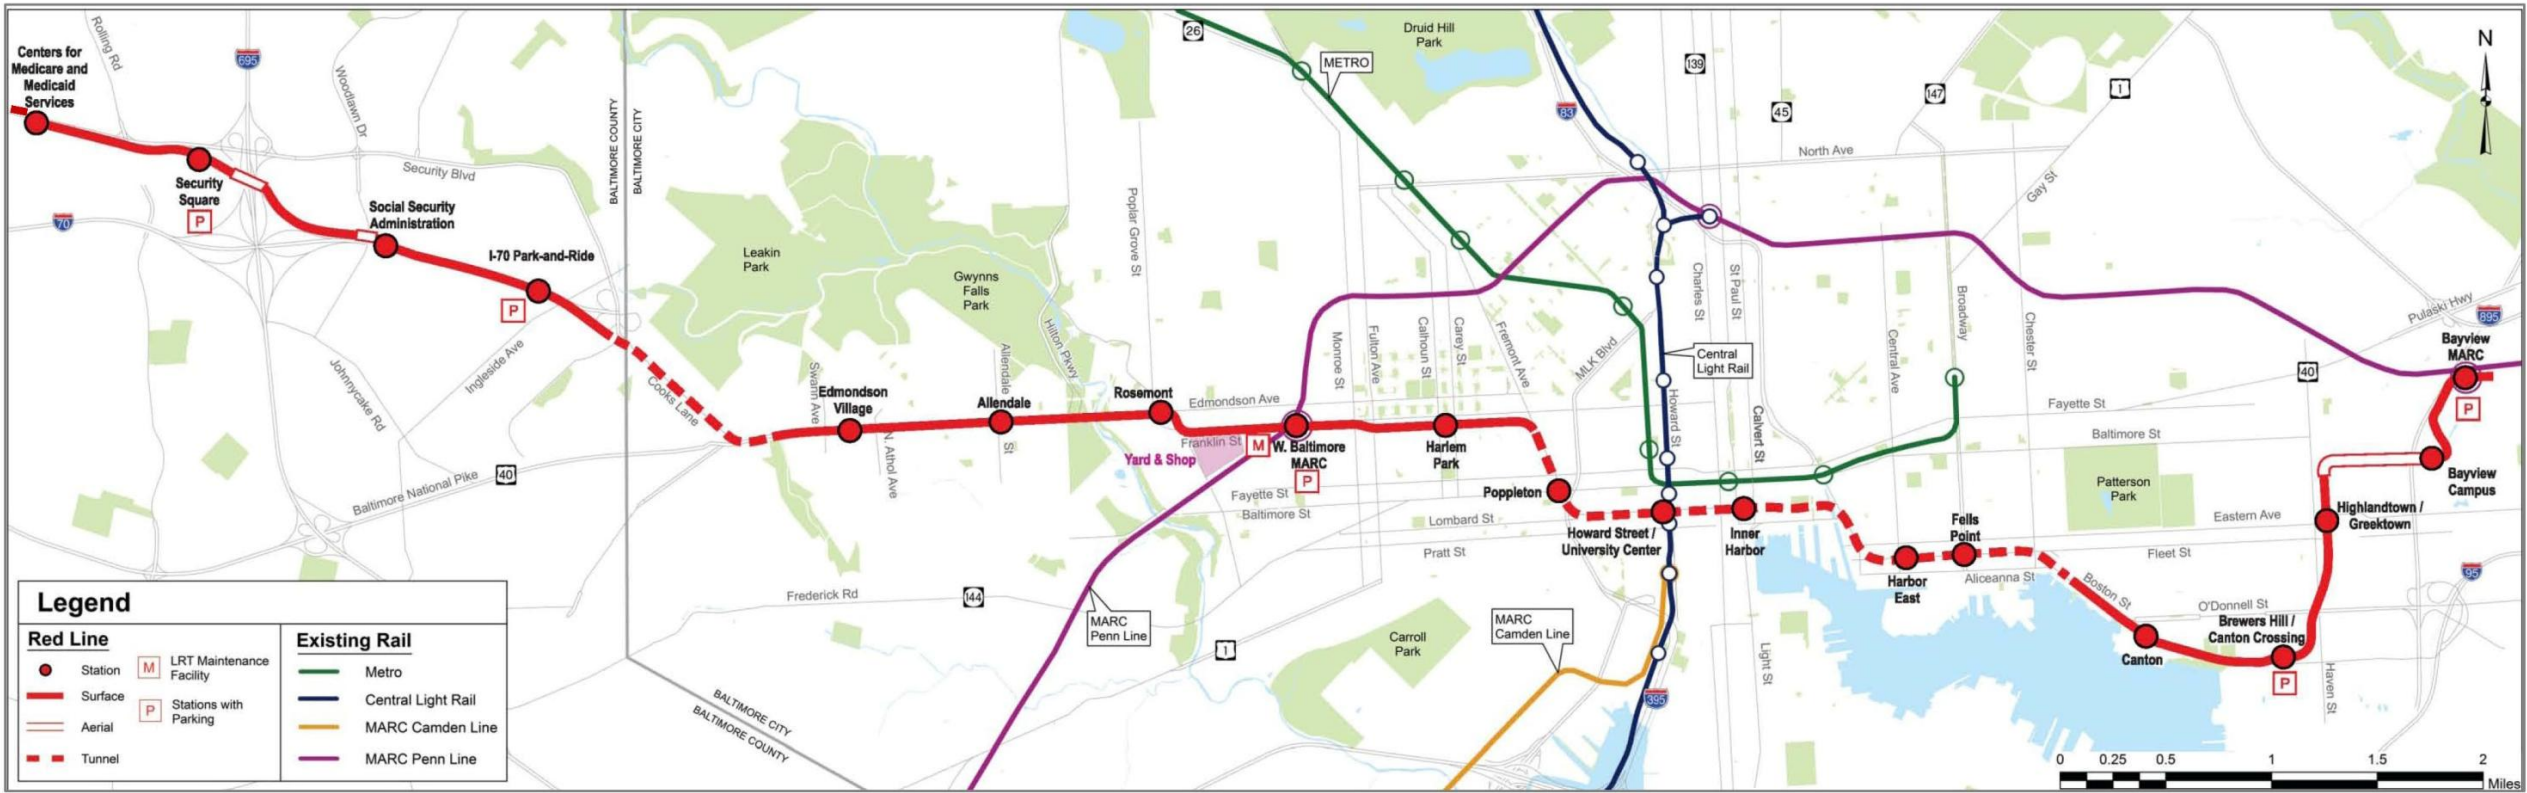 Centers for
Medicare and
Medicaid
Services
Rolling Rd
695
Woodlawn Dr
Security Blvd
BALTIMORE COUNTY
BALTIMORE CITY
Security
Square
P
70
Social Security
Administration
I-70 Park-and-Ride
P
Johnnycake Rd
Ingleside Ave
Cooks Lane
Baltimore National Pike
40
Leakin
Park
Gwynns
Falls
Park
Poplar Grove St
Hilton Pkwy
Swann Ave
Allendale
St
N. Athol Ave
Edmondson
Village
Allendale
Rosemont
Edmondson Ave
Franklin St
Yard & Shop
M
W. Baltimore
MARC
P
Harlem
Park
Poppleton
Fayette St
Baltimore St
Lombard St
Pratt St
Frederick Rd
144
1
MARC
Penn Line
BALTIMORE CITY
BALTIMORE COUNTY
26
METRO
Druid Hill
Park
83
139
45
147
1
North Ave
Gay St
Monroe St
Fulton Ave
Calhoun St
Carey St
Fremont Ave
MLK Blvd
Charles St
St Paul St
Central
Light Rail
Howard St
Calvert St
Central Ave
Broadway
Chester St
Howard Street /
University Center
Inner
Harbor
Harbor
East
Fells
Point
Aliceanna St
Boston St
Canton
Brewers Hill /
Canton Crossing
P
O'Donnell St
Haven St
Fleet St
Eastern Ave
Highlandtown /
Greektown
Bayview
Campus
Bayview
MARC
P
Pulaski Hwy
895
40
Fayette St
Baltimore St
Patterson
Park
95
Carroll
Park
MARC
Camden Line
395
Light St
N
0 0.25 0.5 1 1.5 2
Miles
Legend
Red Line
Station
M
LRT Maintenance
Facility
Surface
P
Stations with
Parking
Aerial
Tunnel
Existing Rail
Metro
Central Light Rail
MARC Camden Line
MARC Penn Line